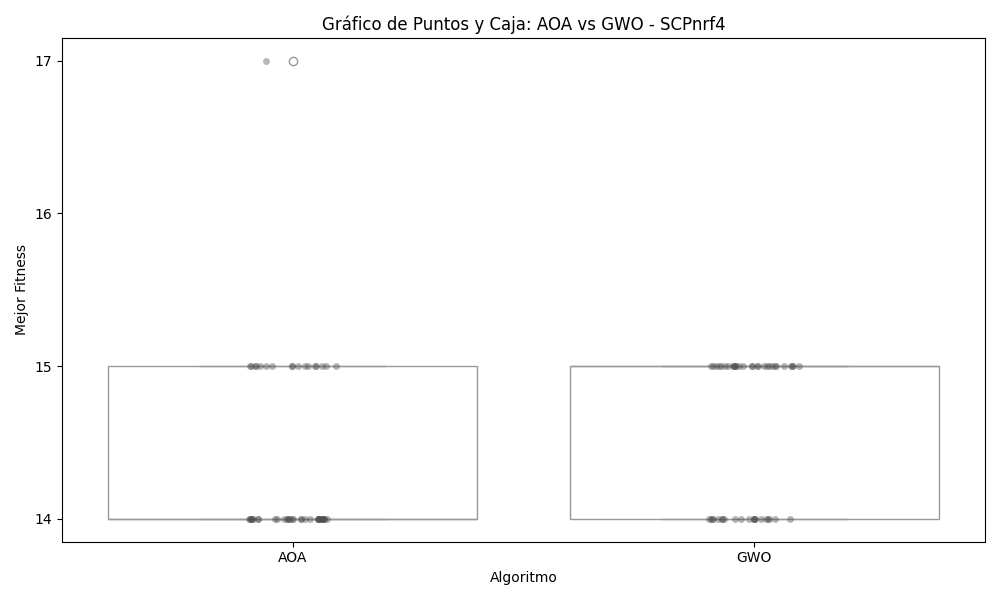 Gráfico de Puntos y Caja: AOA vs GWO - SCPnrf4
17
16
15
14
Mejor Fitness
AOA
GWO
Algoritmo